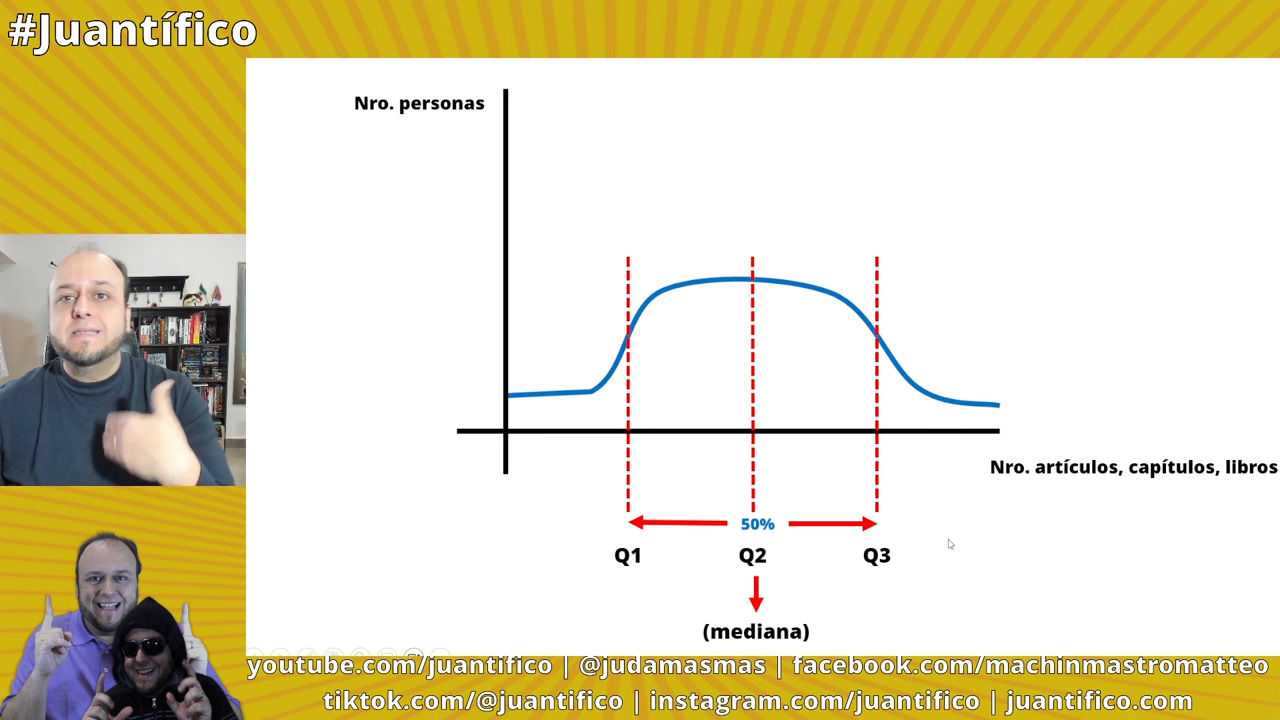 #Juantífico
Nro. personas
Nro. artículos, capítulos, libros
50%
Q1 Q2 Q3
(mediana)
youtube.com/juantifico | @judamasmas | facebook.com/machinmastromatteo
tiktok.com/@juantifico | instagram.com/juantifico | juantifico.com